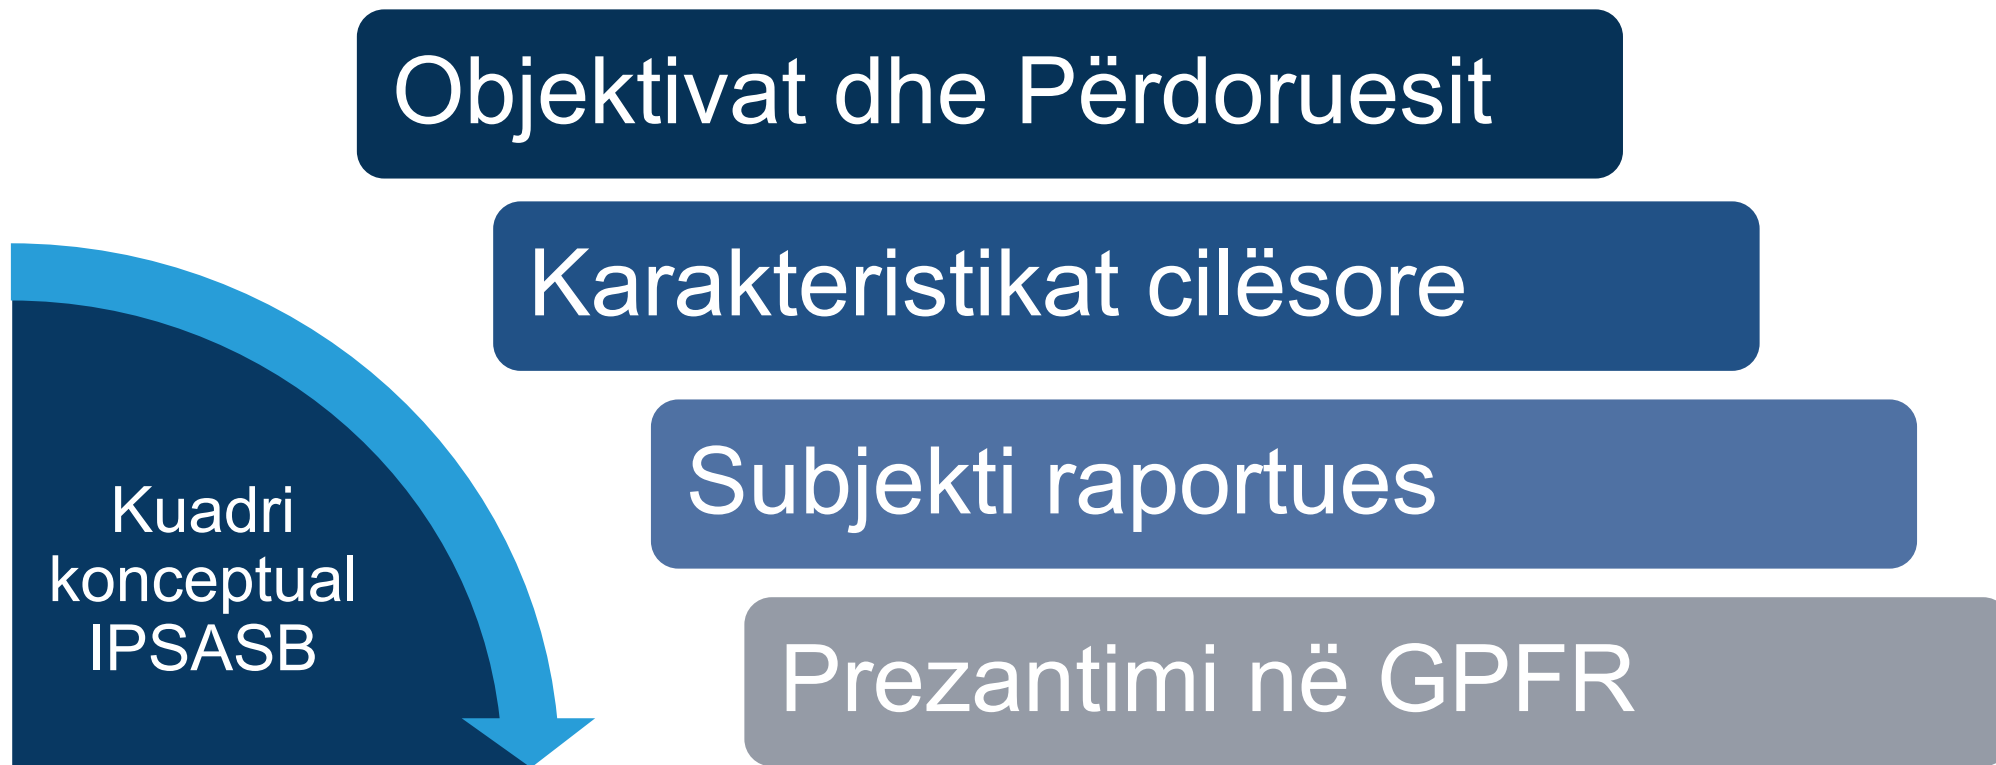 Objektivat dhe Përdoruesit
Karakteristikat cilësore
Subjekti raportues
Prezantimi në GPFR
Kuadri
konceptual
IPSASB